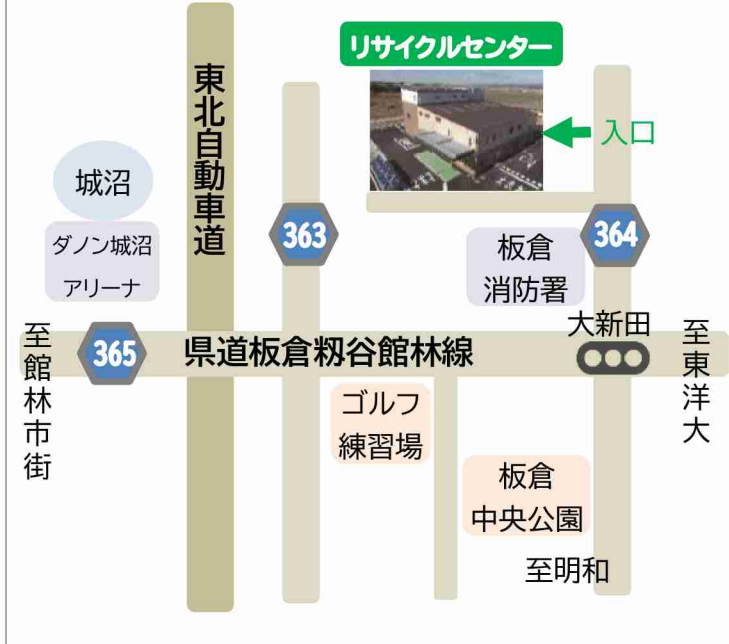 リサイクルセンター
入口
東北自動車道
城沼
ダノン城沼
アリーナ
363
364
板倉
消防署
大新田
365
県道板倉籾谷館林線
至館林市街
至東洋大
ゴルフ
練習場
板倉
中央公園
至明和